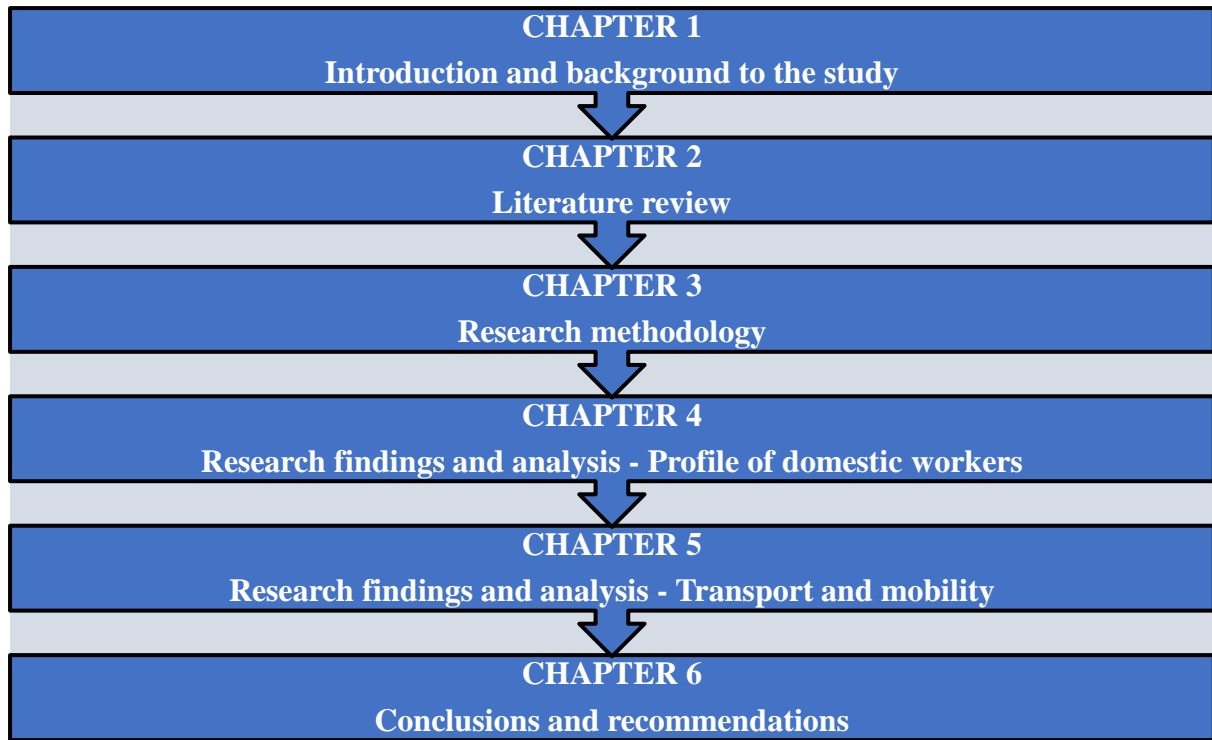 CHAPTER 1
Introduction and background to the study
CHAPTER 2
Literature review
CHAPTER 3
Research methodology
CHAPTER 4
Research findings and analysis - Profile of domestic workers
CHAPTER 5
Research findings and analysis - Transport and mobility
CHAPTER 6
Conclusions and recommendations